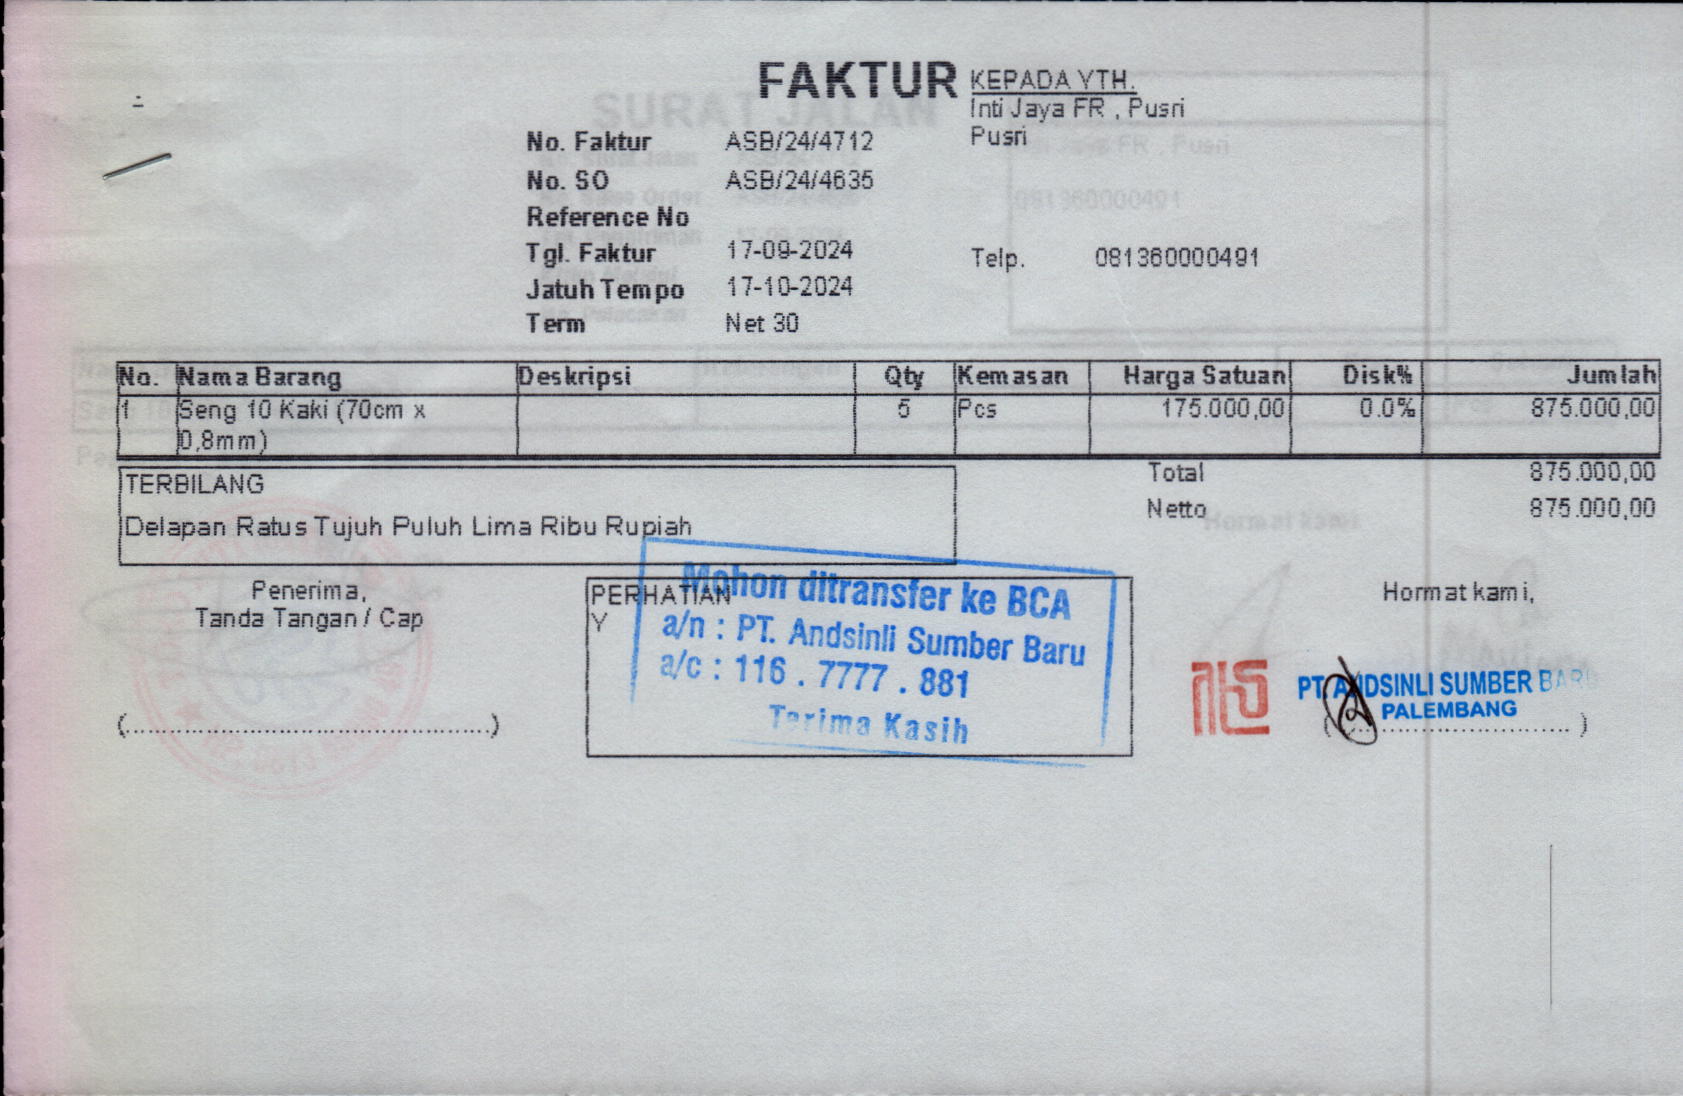 FAKTUR
KEPADA YTH.
Inti Jaya FR , Pusri
Pusri
No. Faktur ASB/24/4712
No. SO ASB/24/4635
Reference No
Tgl. Faktur 17-09-2024
Telp. 081360000491
Jatuh Tempo 17-10-2024
Term Net 30
No. Nama Barang Deskripsi Qty Kemasan Harga Satuan Disk% Jumlah
1 Seng 10 Kaki (70cm x 5 Pcs 175.000,00 0.0% 875.000,00
0,8mm)
Total 875.000,00
Netto 875.000,00
TERBILANG
Delapan Ratus Tujuh Puluh Lima Ribu Rupiah
Penerima,
Tanda Tangan / Cap
(........................................)
PERHATIAN
Y
Mohon ditransfer ke BCA
a/n : PT. Andsinli Sumber Baru
a/c : 116 . 7777 . 881
Terima Kasih
Hormat kami,
PT. ANDSINLI SUMBER BARU
PALEMBANG
(........................................)
SURAT JALAN